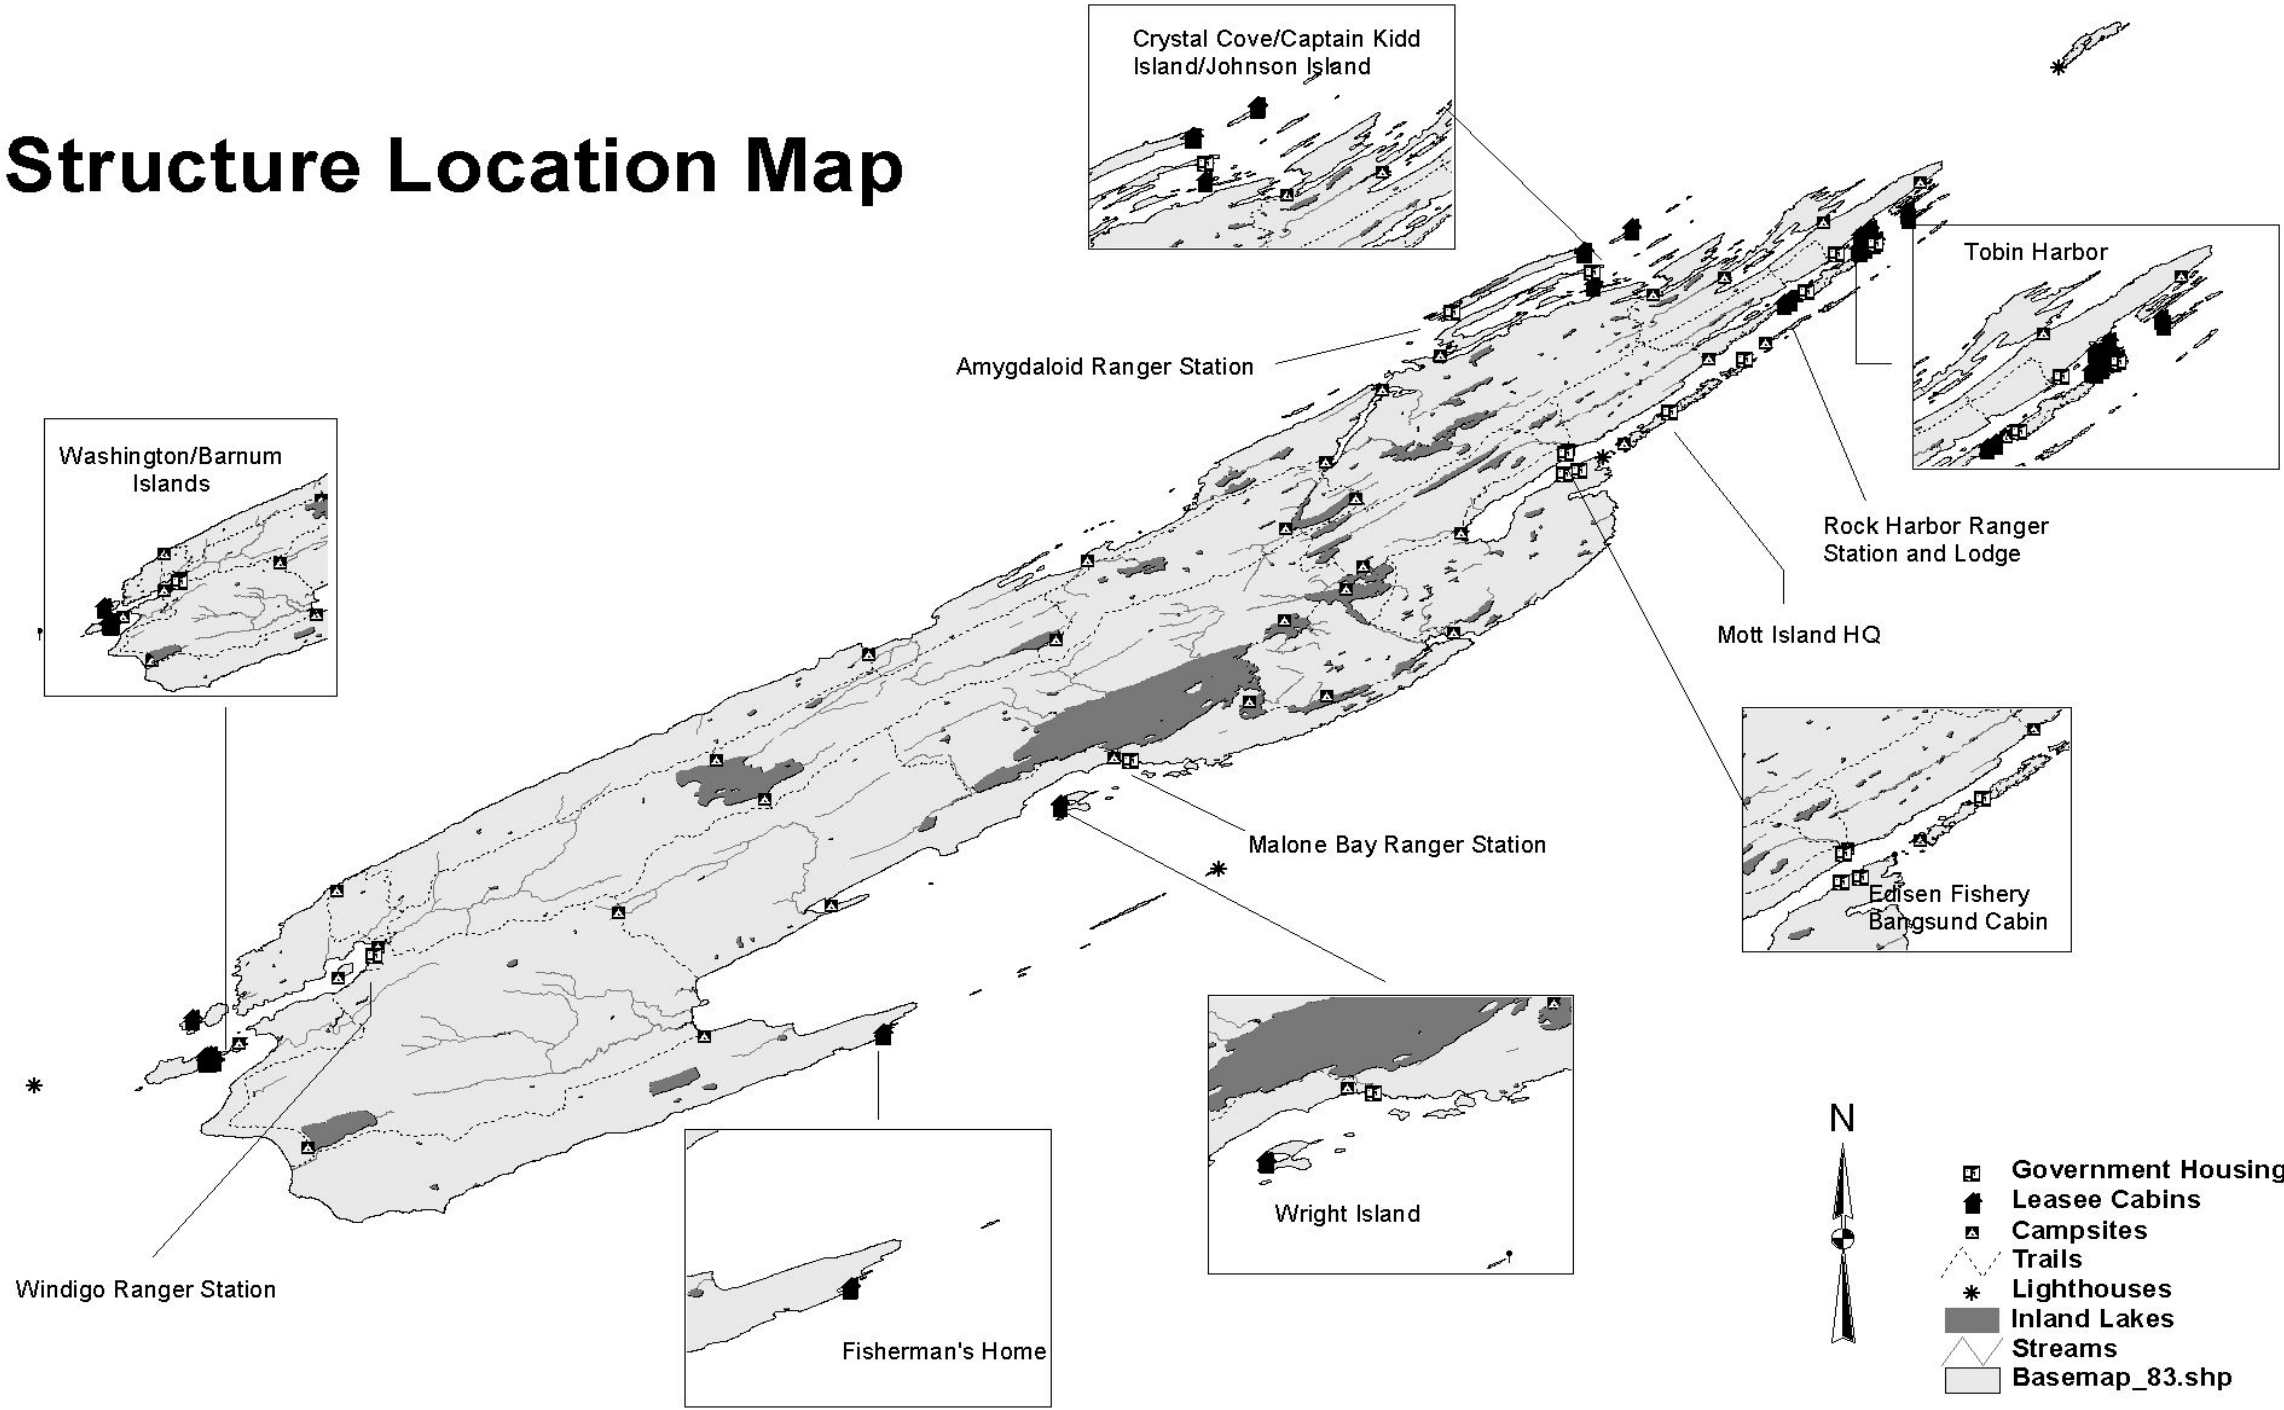 Structure Location Map
Crystal Cove/Captain Kidd
Island/Johnson Island
Tobin Harbor
Amygdaloid Ranger Station
Washington/Barnum
Islands
Rock Harbor Ranger
Station and Lodge
Mott Island HQ
Malone Bay Ranger Station
Edisen Fishery
Bangsund Cabin
Wright Island
Windigo Ranger Station
Fisherman's Home
N
Government Housing
Leasee Cabins
Campsites
Trails
Lighthouses
Inland Lakes
Streams
Basemap_83.shp